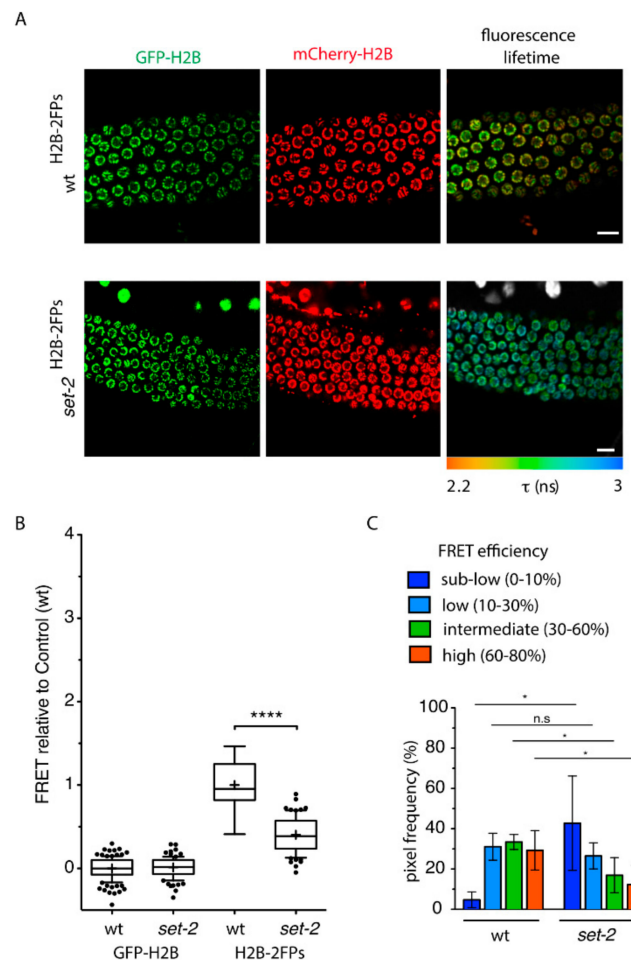 A
GFP-H2B
mCherry-H2B
fluorescence
lifetime
H2B-2FPs
wt
H2B-2FPs
set-2
2.2
τ (ns)
3
B
FRET relative to Control (wt)
4
3
2
1
0
****
wt
set-2
wt
set-2
GFP-H2B
H2B-2FPs
C
FRET efficiency
sub-low (0-10%)
low (10-30%)
intermediate (30-60%)
high (60-80%)
pixel frequency (%)
100
80
60
40
20
0
*
n.s
*
*
wt
set-2